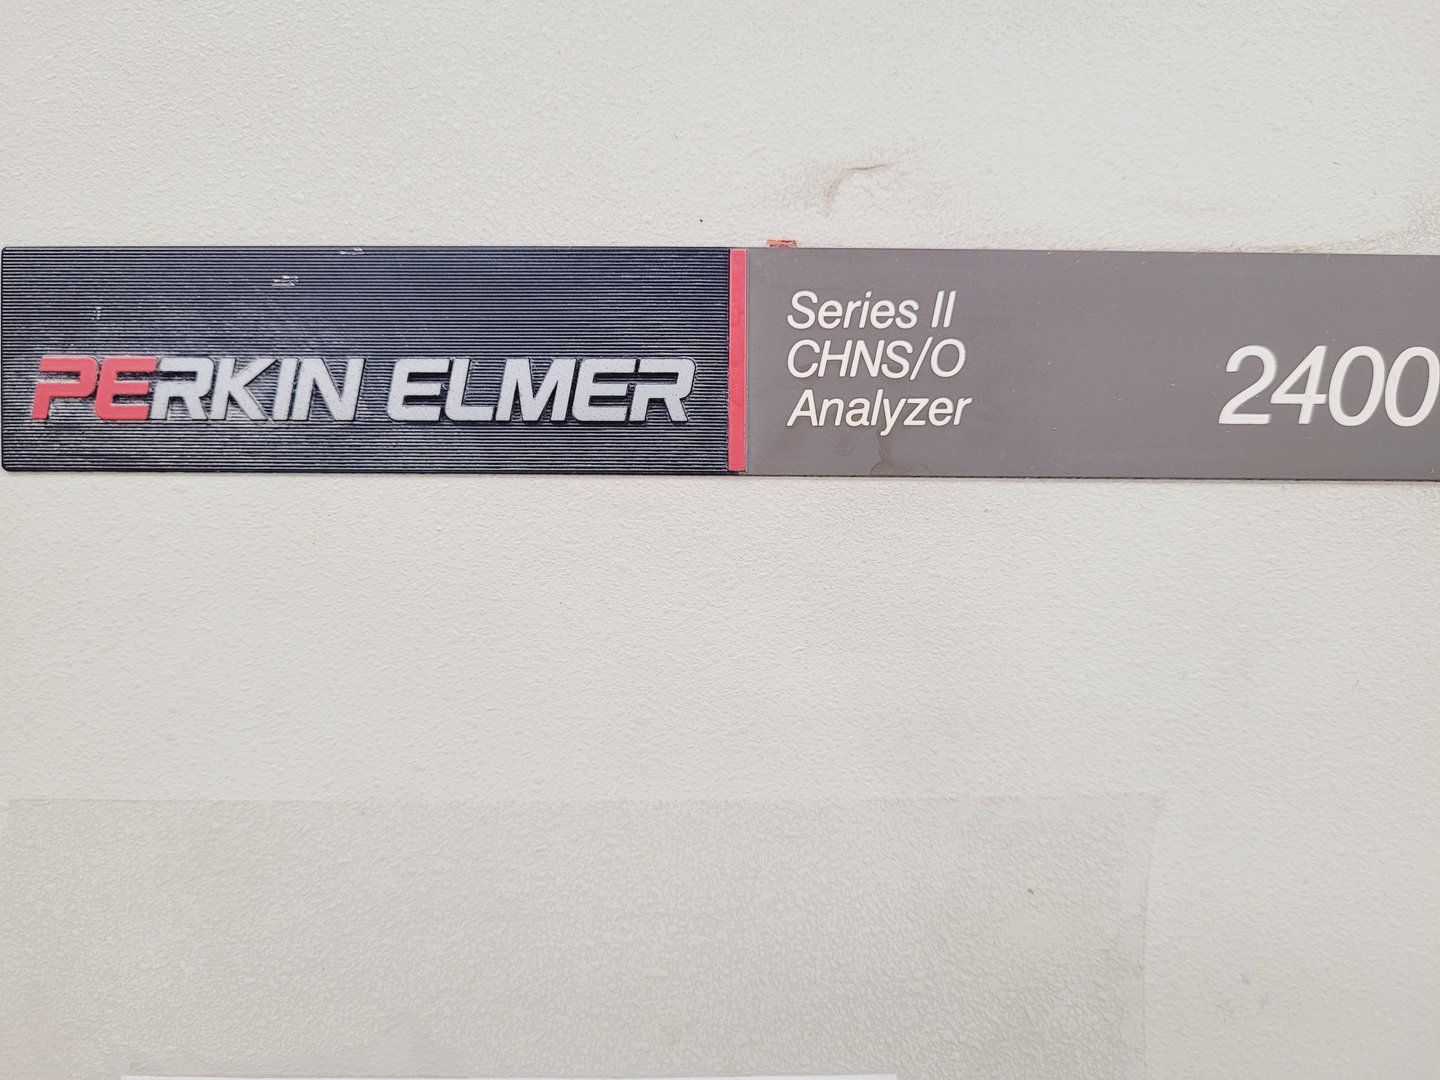 PERKIN ELMER
Series II
CHNS/O
Analyzer
2400